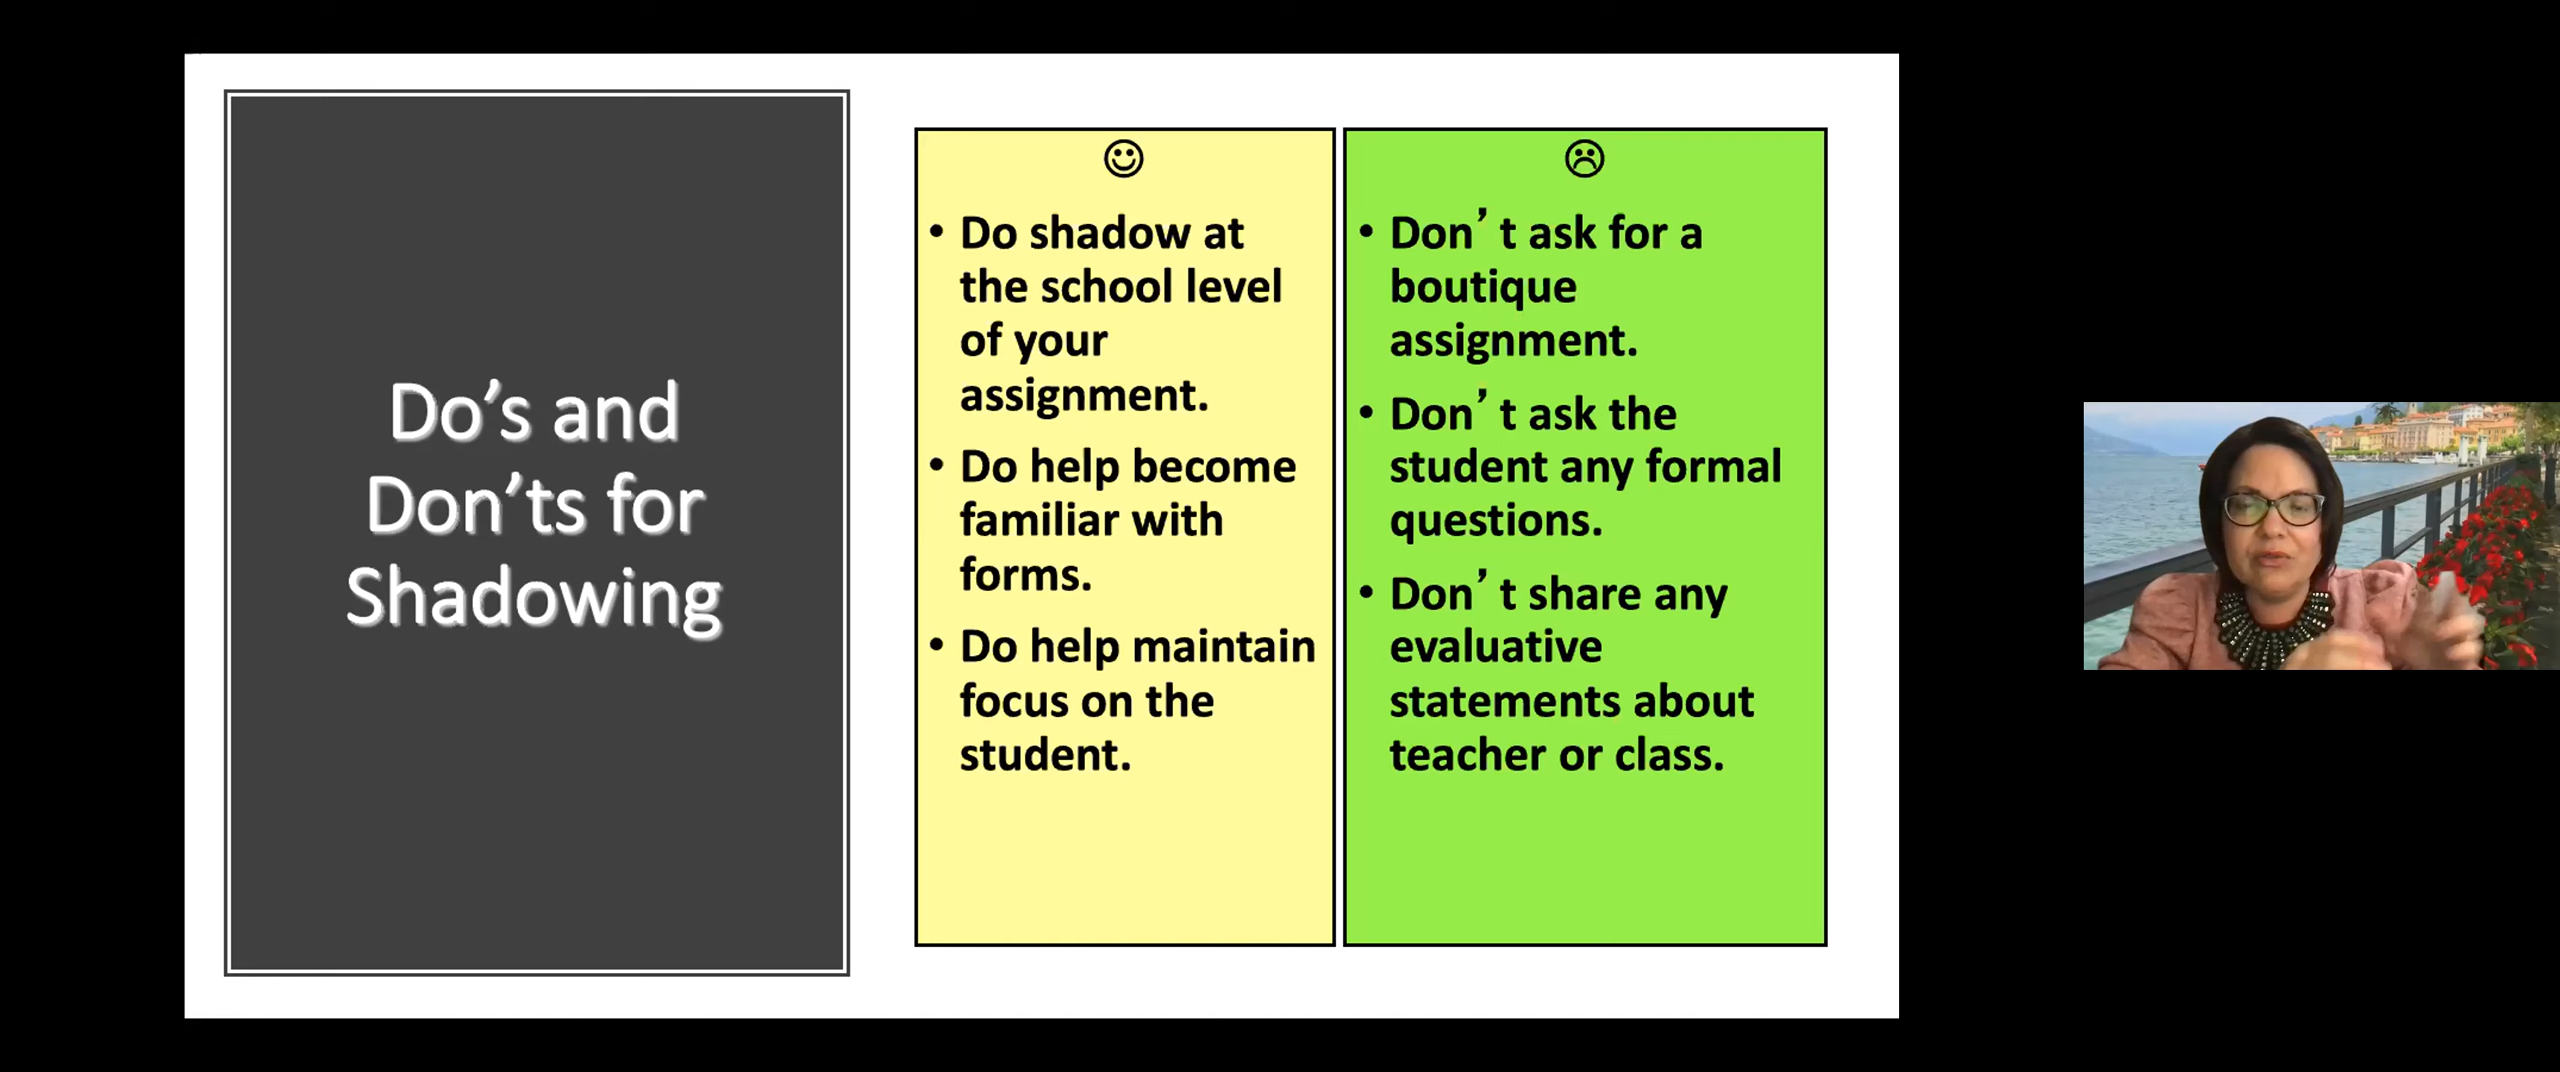 Do’s and
Don’ts for
Shadowing
☺
• Do shadow at
the school level
of your
assignment.
• Do help become
familiar with
forms.
• Do help maintain
focus on the
student.
☹
• Don’t ask for a
boutique
assignment.
• Don’t ask the
student any formal
questions.
• Don’t share any
evaluative
statements about
teacher or class.